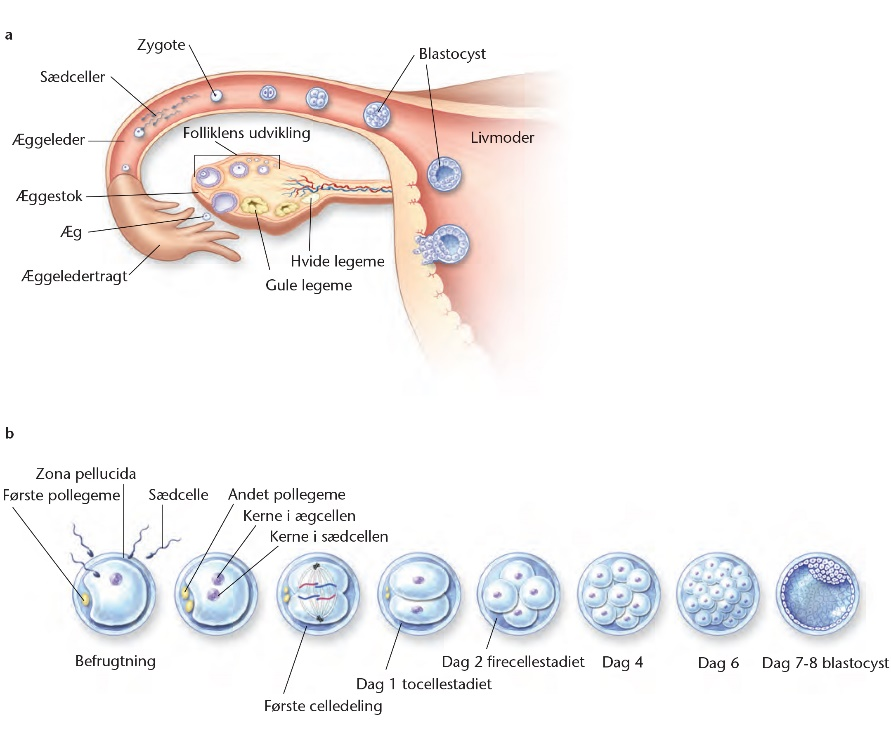 a
Zygote
Blastocyst
Sædceller
Folliklens udvikling
Livmoder
Æggeleder
Æggestok
Æg
Hvide legeme
Æggeledertragt
Gule legeme
b
Zona pellucida
Første pollegeme
Sædcelle
Andet pollegeme
Kerne i ægcellen
Kerne i sædcellen
Befrugtning
Dag 2 firecellestadiet
Dag 4
Dag 6
Dag 7-8 blastocyst
Dag 1 tocellestadiet
Første celledeling